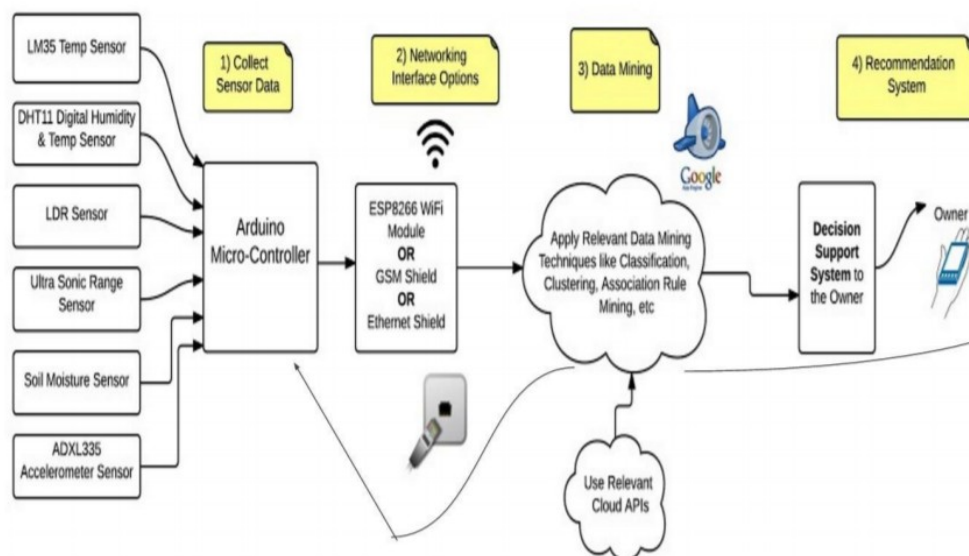 LM35 Temp Sensor
DHT11 Digital Humidity
& Temp Sensor
LDR Sensor
Ultra Sonic Range
Sensor
Soil Moisture Sensor
ADXL335
Accelerometer Sensor
1) Collect
Sensor Data
Arduino
Micro-Controller
2) Networking
Interface Options
ESP8266 WiFi
Module
OR
GSM Shield
OR
Ethernet Shield
3) Data Mining
Google
Apply Relevant Data Mining
Techniques like Classification,
Clustering, Association Rule
Mining, etc
Use Relevant
Cloud APIs
4) Recommendation
System
Decision
Support
System to
the Owner
Owner